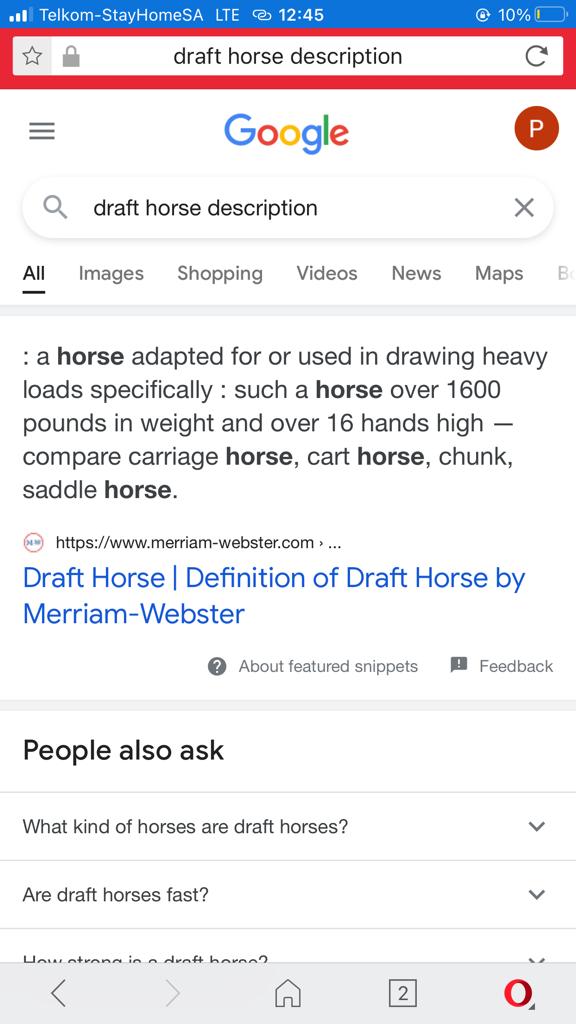 Telkom-StayHomeSA LTE 12:45 10%
draft horse description
Google
P
draft horse description
All Images Shopping Videos News Maps
: a horse adapted for or used in drawing heavy
loads specifically : such a horse over 1600
pounds in weight and over 16 hands high —
compare carriage horse, cart horse, chunk,
saddle horse.
https://www.merriam-webster.com › ...
Draft Horse | Definition of Draft Horse by
Merriam-Webster
About featured snippets Feedback
People also ask
What kind of horses are draft horses?
Are draft horses fast?
How strong is a draft horse?
2